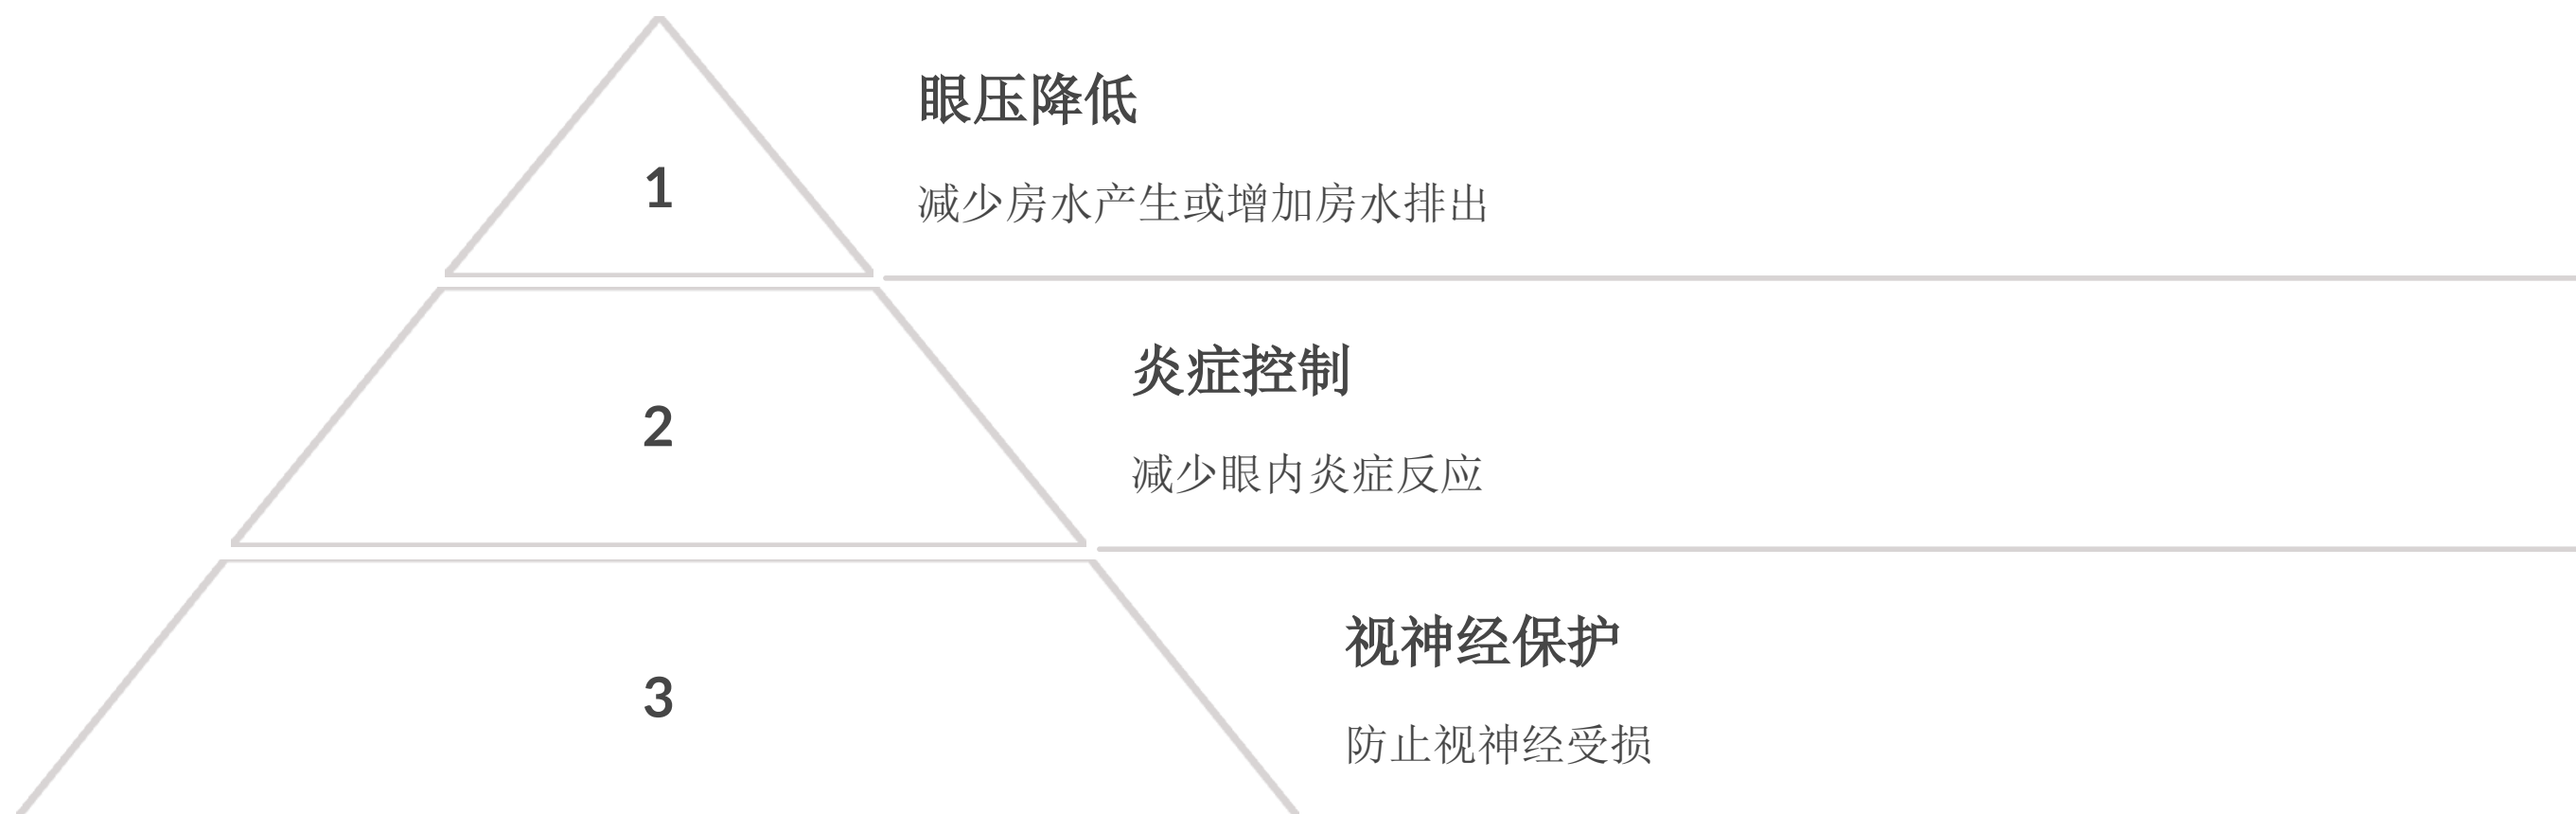 眼压降低
1
减少房水产生或增加房水排出
炎症控制
2
减少眼内炎症反应
视神经保护
3
防止视神经受损